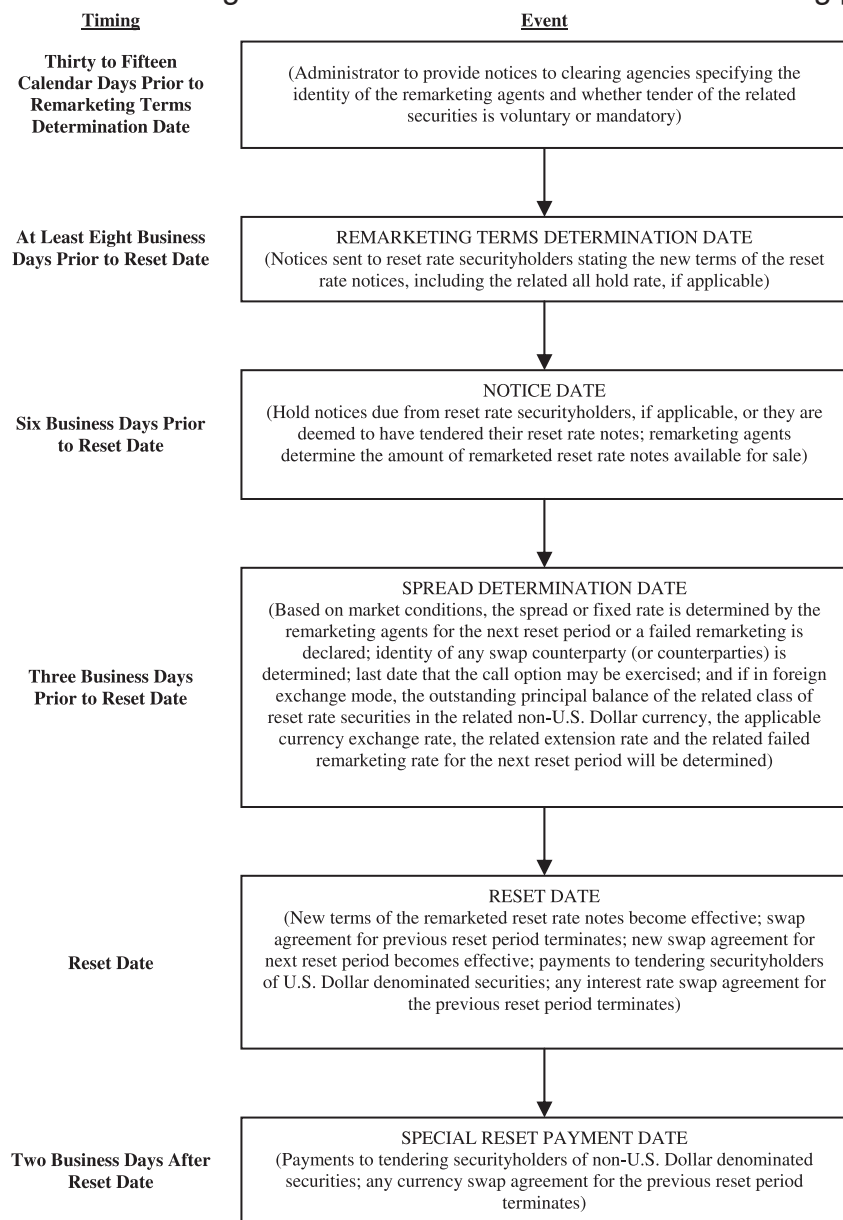 Timing Event
Thirty to Fifteen
Calendar Days Prior to
Remarketing Terms
Determination Date
(Administrator to provide notices to clearing agencies specifying the
identity of the remarketing agents and whether tender of the related
securities is voluntary or mandatory)
At Least Eight Business
Days Prior to Reset Date
REMARKETING TERMS DETERMINATION DATE
(Notices sent to reset rate securityholders stating the new terms of the reset
rate notices, including the related all hold rate, if applicable)
Six Business Days Prior
to Reset Date
NOTICE DATE
(Hold notices due from reset rate securityholders, if applicable, or they are
deemed to have tendered their reset rate notes; remarketing agents
determine the amount of remarketed reset rate notes available for sale)
Three Business Days
Prior to Reset Date
SPREAD DETERMINATION DATE
(Based on market conditions, the spread or fixed rate is determined by the
remarketing agents for the next reset period or a failed remarketing is
declared; identity of any swap counterparty (or counterparties) is
determined; last date that the call option may be exercised; and if in foreign
exchange mode, the outstanding principal balance of the related class of
reset rate securities in the related non-U.S. Dollar currency, the applicable
currency exchange rate, the related extension rate and the related failed
remarketing rate for the next reset period will be determined)
Reset Date
RESET DATE
(New terms of the remarketed reset rate notes become effective; swap
agreement for previous reset period terminates; new swap agreement for
next reset period becomes effective; payments to tendering securityholders
of U.S. Dollar denominated securities; any interest rate swap agreement for
the previous reset period terminates)
Two Business Days After
Reset Date
SPECIAL RESET PAYMENT DATE
(Payments to tendering securityholders of non-U.S. Dollar denominated
securities; any currency swap agreement for the previous reset period
terminates)